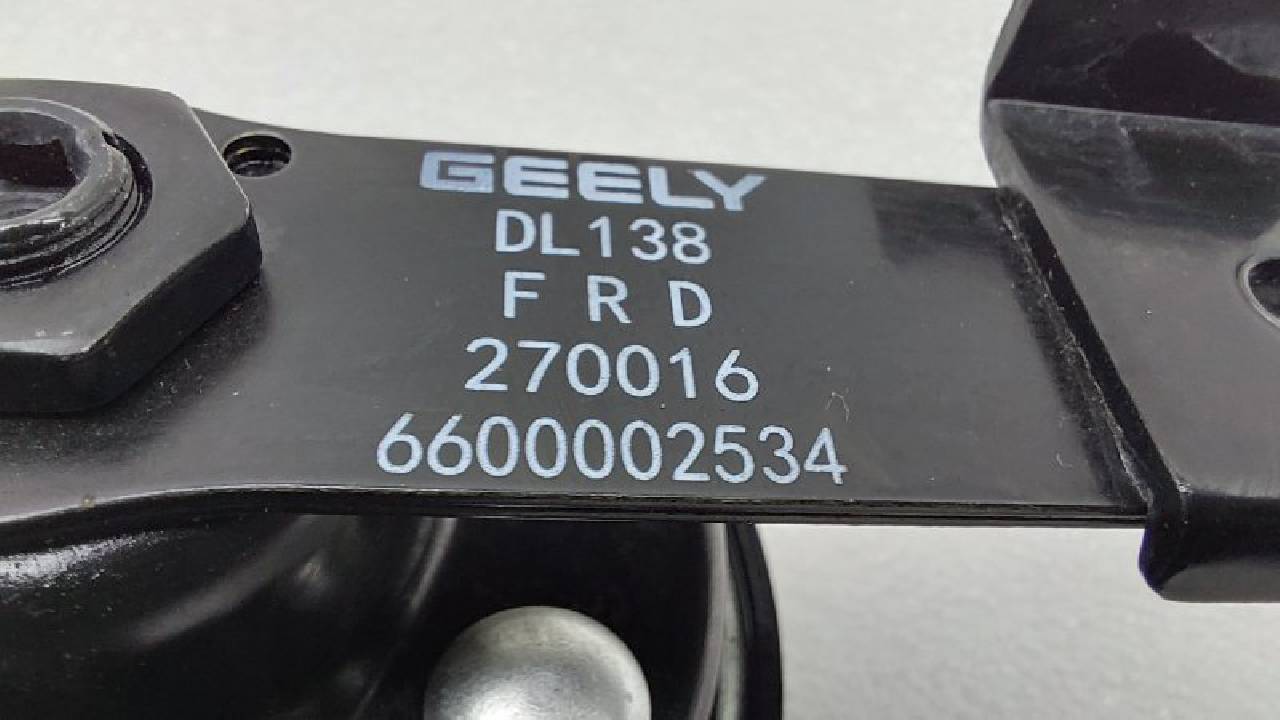 GEELY
DL138
F R D
270016
6600002534